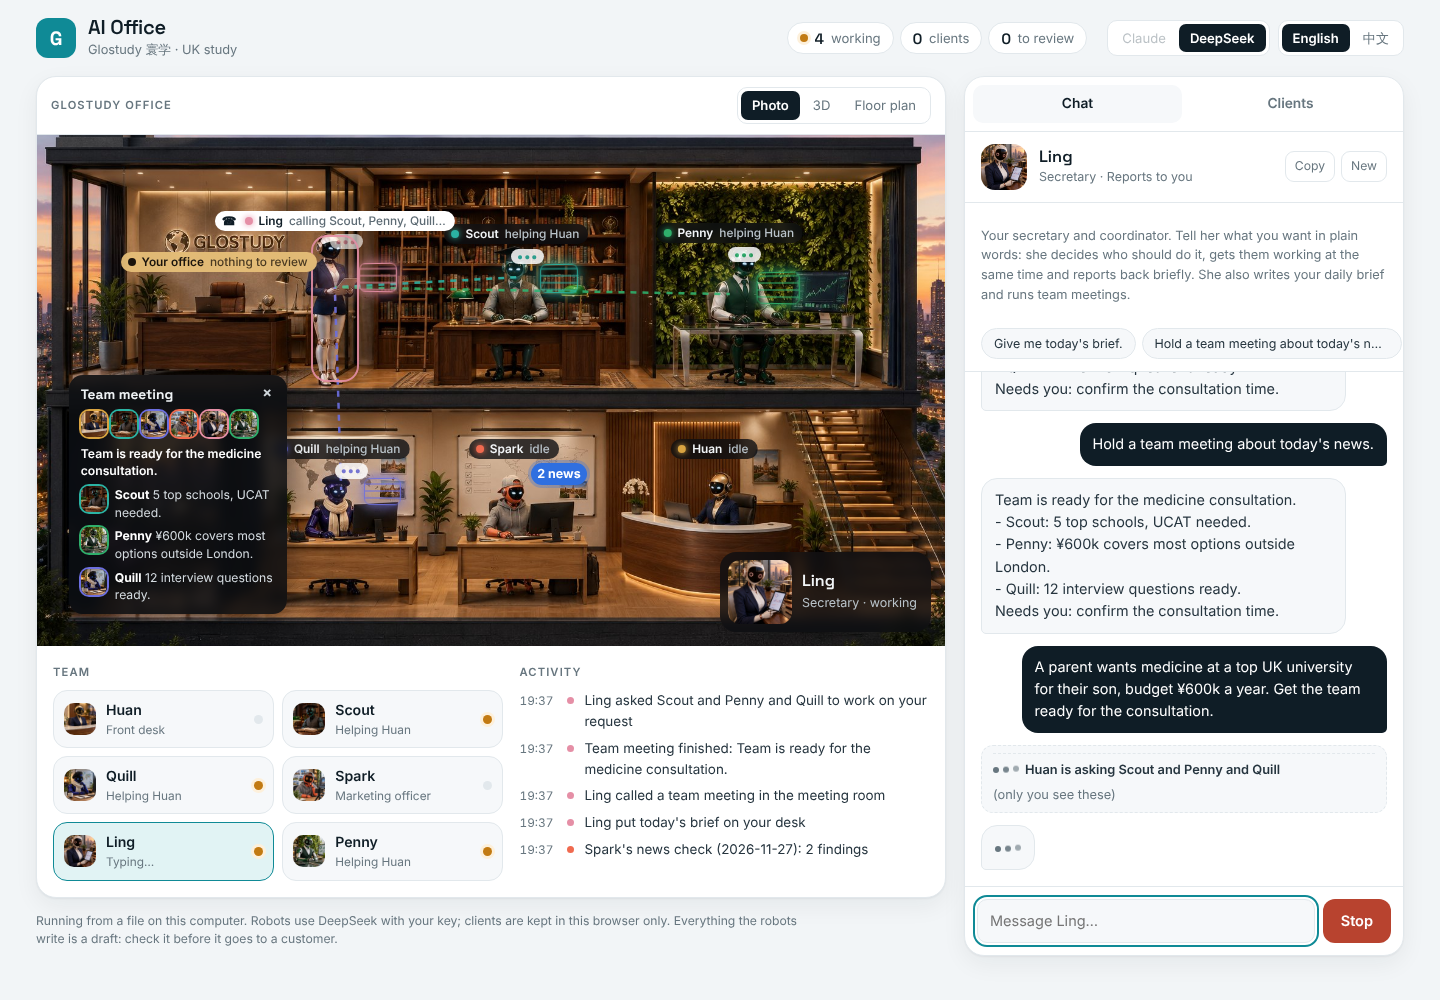 G
AI Office
Glostudy 寰学 · UK study
4 working
0 clients
0 to review
Claude
DeepSeek
English
中文
GLOSTUDY OFFICE
Photo
3D
Floor plan
☎ Ling calling Scout, Penny, Quill...
GLOSTUDY
Your office nothing to review
Scout helping Huan
Penny helping Huan
Team meeting
×
Team is ready for the medicine
consultation.
Scout 5 top schools, UCAT
needed.
Penny ¥600k covers most
options outside London.
Quill 12 interview questions
ready.
Quill helping Huan
Spark idle
2 news
Huan idle
Ling
Secretary · working
TEAM
Huan
Front desk
Scout
Helping Huan
Quill
Helping Huan
Spark
Marketing officer
Ling
Typing...
Penny
Helping Huan
ACTIVITY
19:37 Ling asked Scout and Penny and Quill to work on your
request
19:37 Team meeting finished: Team is ready for the
medicine consultation.
19:37 Ling called a team meeting in the meeting room
19:37 Ling put today's brief on your desk
19:37 Spark's news check (2026-11-27): 2 findings
Running from a file on this computer. Robots use DeepSeek with your key; clients are kept in this browser only. Everything the robots
write is a draft: check it before it goes to a customer.
Chat
Clients
Ling
Secretary · Reports to you
Copy
New
Your secretary and coordinator. Tell her what you want in plain
words: she decides who should do it, gets them working at the
same time and reports back briefly. She also writes your daily brief
and runs team meetings.
Give me today's brief.
Hold a team meeting about today's n...
Needs you: confirm the consultation time.
Hold a team meeting about today's news.
Team is ready for the medicine consultation.
- Scout: 5 top schools, UCAT needed.
- Penny: ¥600k covers most options outside
London.
- Quill: 12 interview questions ready.
Needs you: confirm the consultation time.
A parent wants medicine at a top UK university
for their son, budget ¥600k a year. Get the team
ready for the consultation.
Huan is asking Scout and Penny and Quill
(only you see these)
Message Ling...
Stop